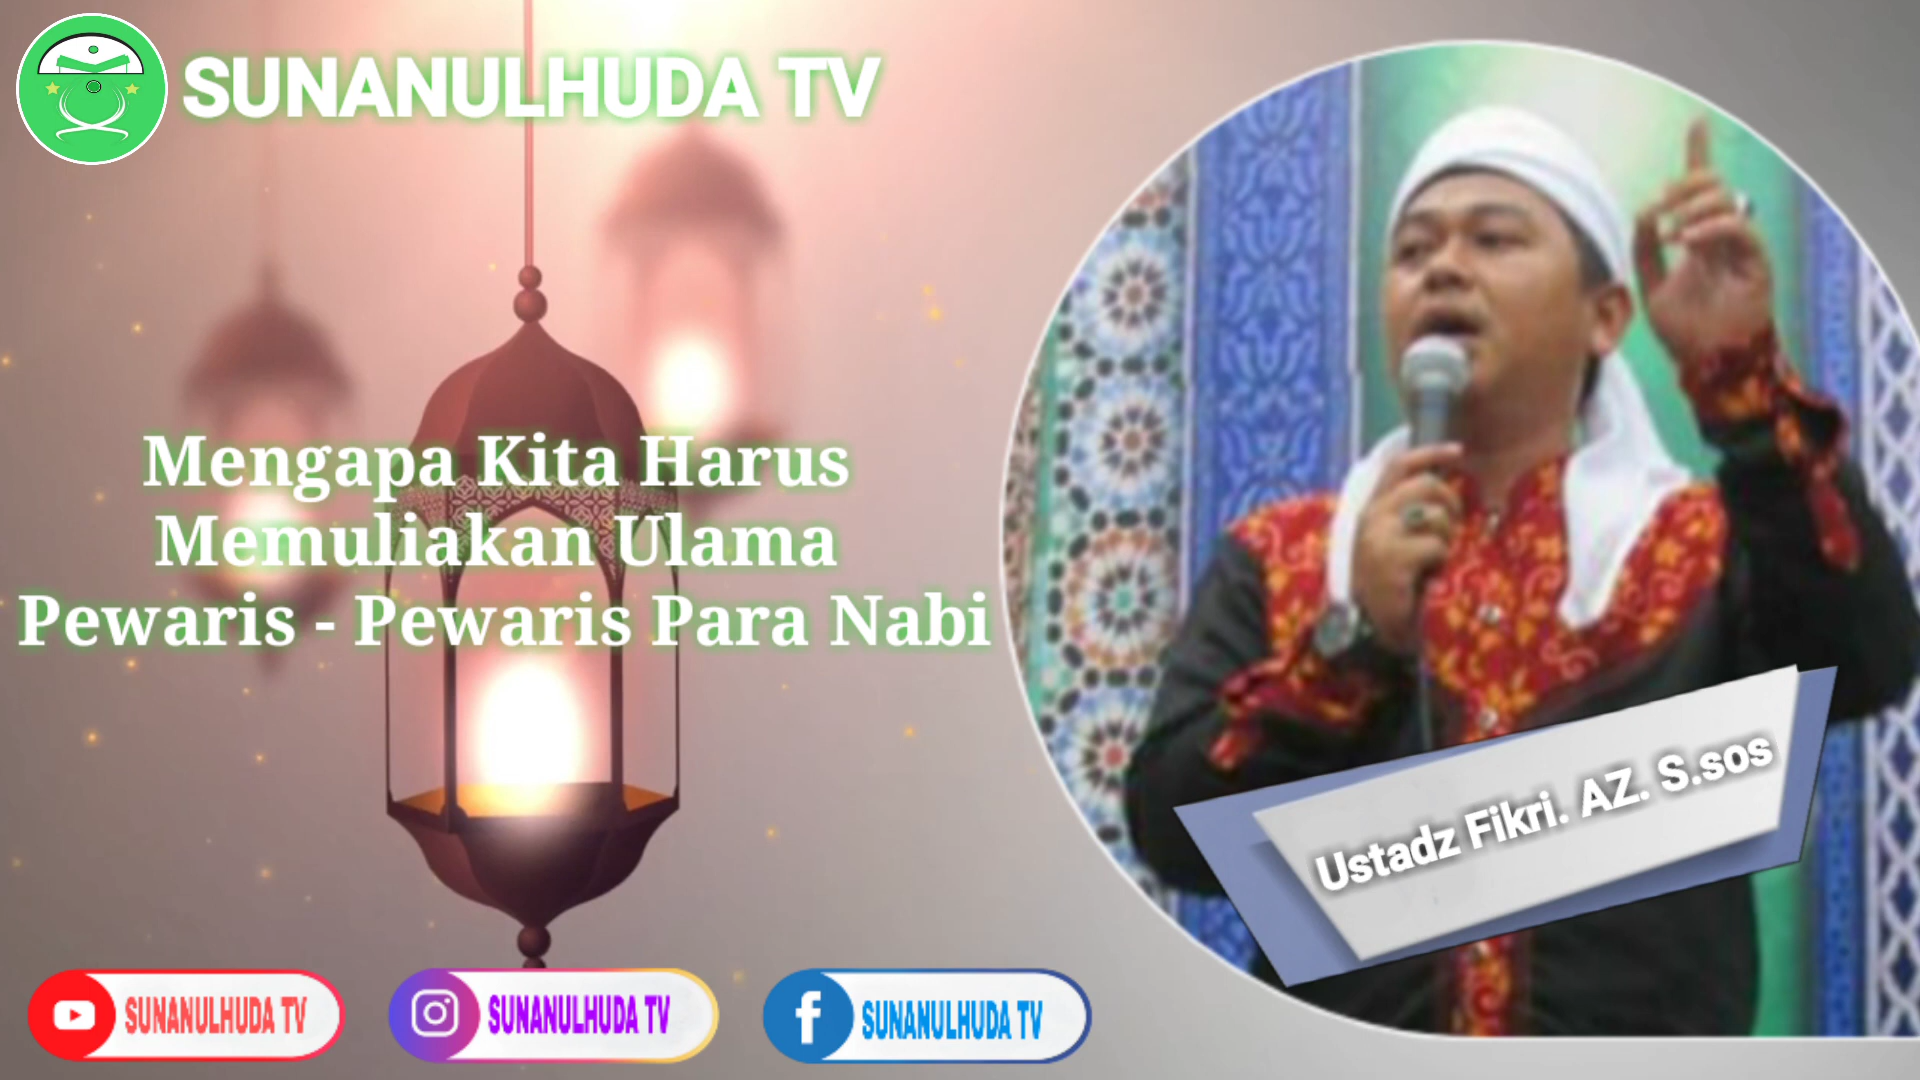 SUNANULHUDA TV
Mengapa Kita Harus
Memuliakan Ulama
Pewaris - Pewaris Para Nabi
Ustadz Fikri. AZ. S.sos
SUNANULHUDA TV
SUNANULHUDA TV
SUNANULHUDA TV